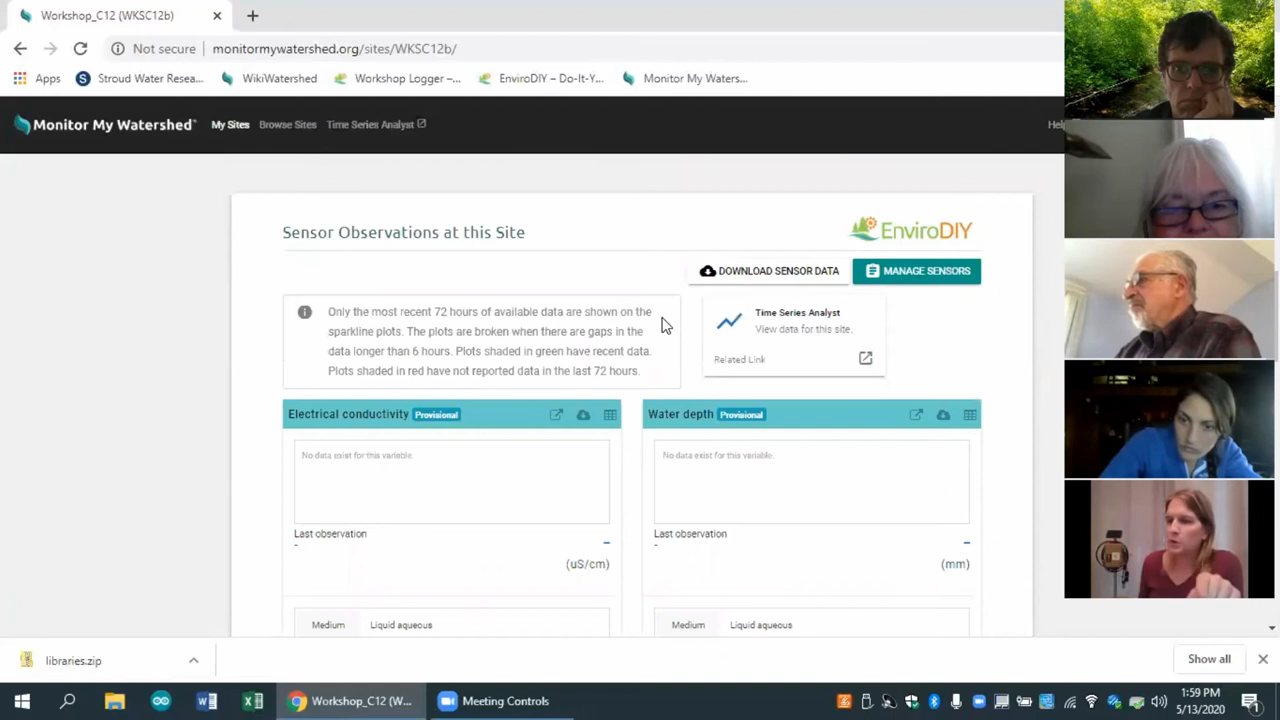 Workshop_C12 (WKSC12b)
Not secure
monitormywatershed.org/sites/WKSC12b/
Apps
Stroud Water Resea...
WikiWatershed
Workshop Logger –...
EnviroDIY – Do-It-Y...
Monitor My Waters...
Monitor My Watershed™
My Sites
Browse Sites
Time Series Analyst
Sensor Observations at this Site
EnviroDIY
DOWNLOAD SENSOR DATA
MANAGE SENSORS
Only the most recent 72 hours of available data are shown on the
sparkline plots. The plots are broken when there are gaps in the
data longer than 6 hours. Plots shaded in green have recent data.
Plots shaded in red have not reported data in the last 72 hours.
Time Series Analyst
View data for this site.
Related Link
Electrical conductivity Provisional
Water depth Provisional
No data exist for this variable.
No data exist for this variable.
Last observation
-
–
(uS/cm)
Last observation
-
–
(mm)
Medium Liquid aqueous
Medium Liquid aqueous
libraries.zip
Show all
Workshop_C12 (W...
Meeting Controls
1:59 PM
5/13/2020